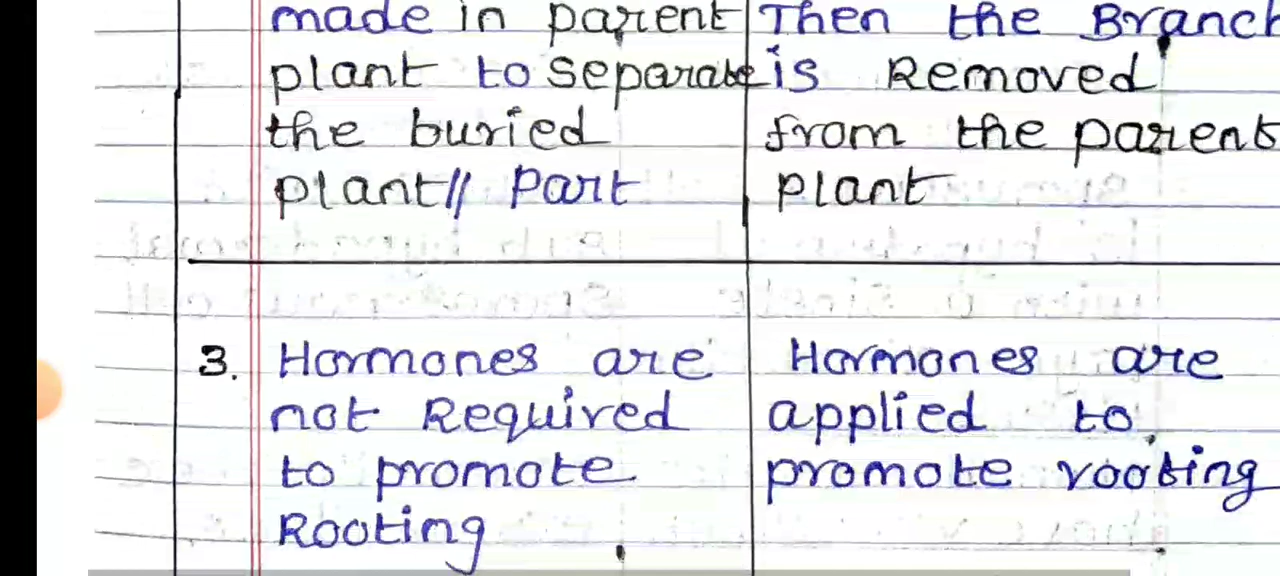 made in parent
plant to separate
the buried
plant// part
Then the Branch
is Removed
from the parent
plant
3. Hormones are
not Required
to promote
Rooting
Hormones are
applied to
promote rooting